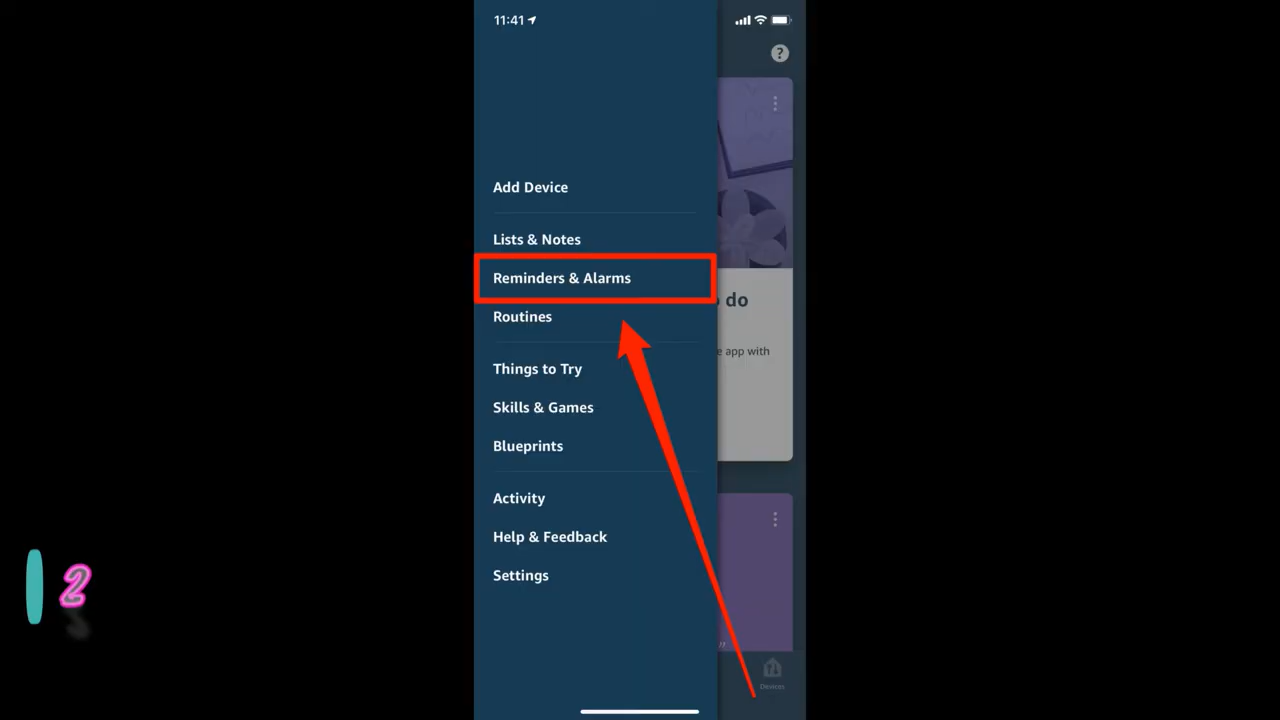 11:41
?
Add Device
Lists & Notes
Reminders & Alarms
do
Routines
e app with
Things to Try
Skills & Games
Blueprints
Activity
Help & Feedback
Settings
2
”
Devices